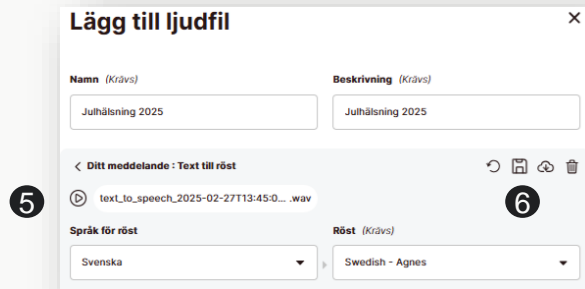 Lägg till ljudfil
Namn (Krävs)
Beskrivning (Krävs)
Julhälsning 2025
Julhälsning 2025
Ditt meddelande : Text till röst
5
text_to_speech_2025-02-27T13:45:0... .wav
6
Språk för röst
Röst (Krävs)
Svenska
Swedish - Agnes